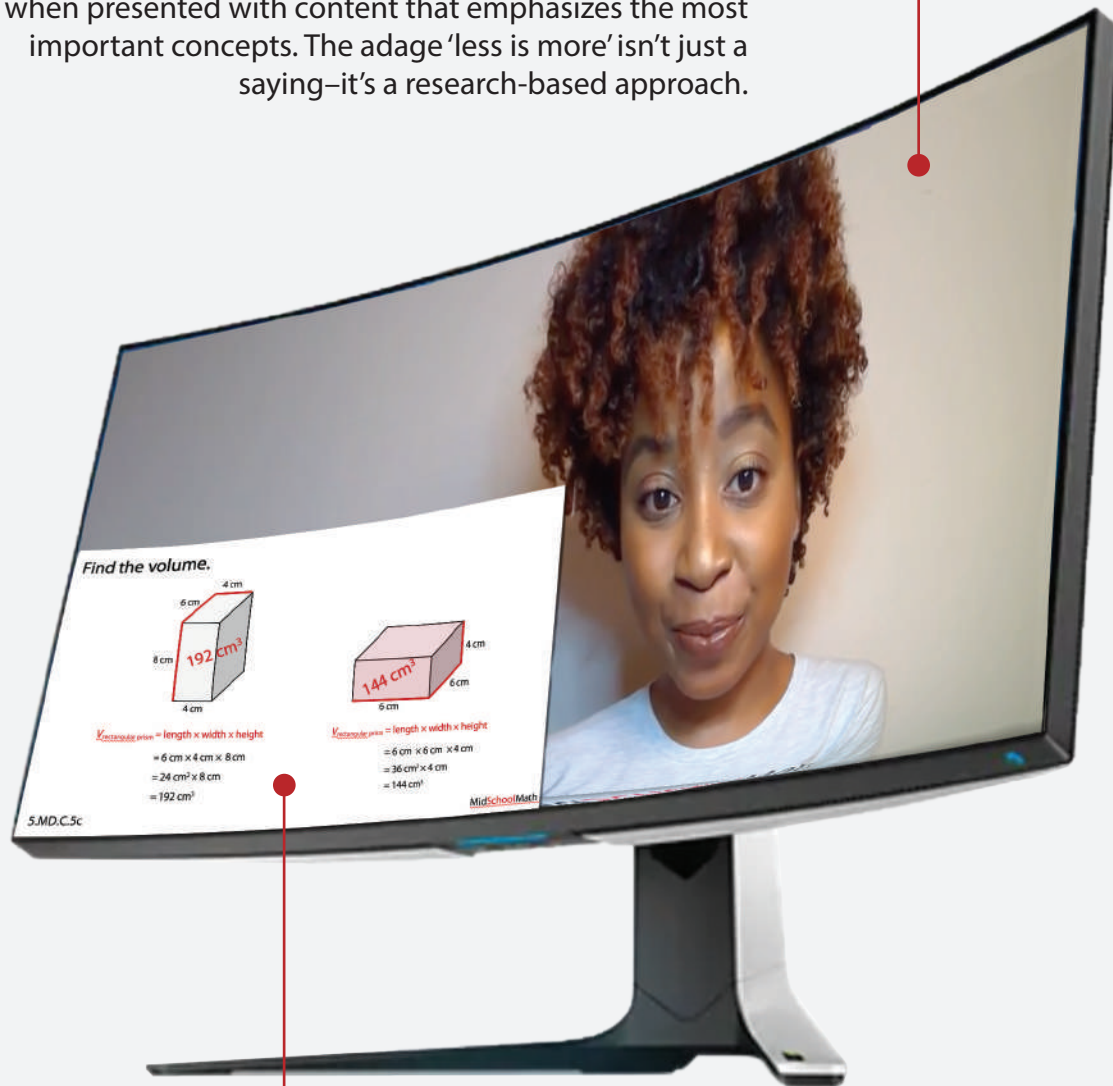 when presented with content that emphasizes the most
important concepts. The adage ‘less is more’ isn’t just a
saying–it’s a research-based approach.
Find the volume.
4 cm
6 cm
8 cm
192 cm³
4 cm
V rectangular prism = length x width x height
= 6 cm x 4 cm x 8 cm
= 24 cm² x 8 cm
= 192 cm³
4 cm
6 cm
144 cm³
6 cm
V rectangular prism = length x width x height
= 6 cm x 6 cm x 4 cm
= 36 cm² x 4 cm
= 144 cm³
5.MD.C.5c
MidSchoolMath